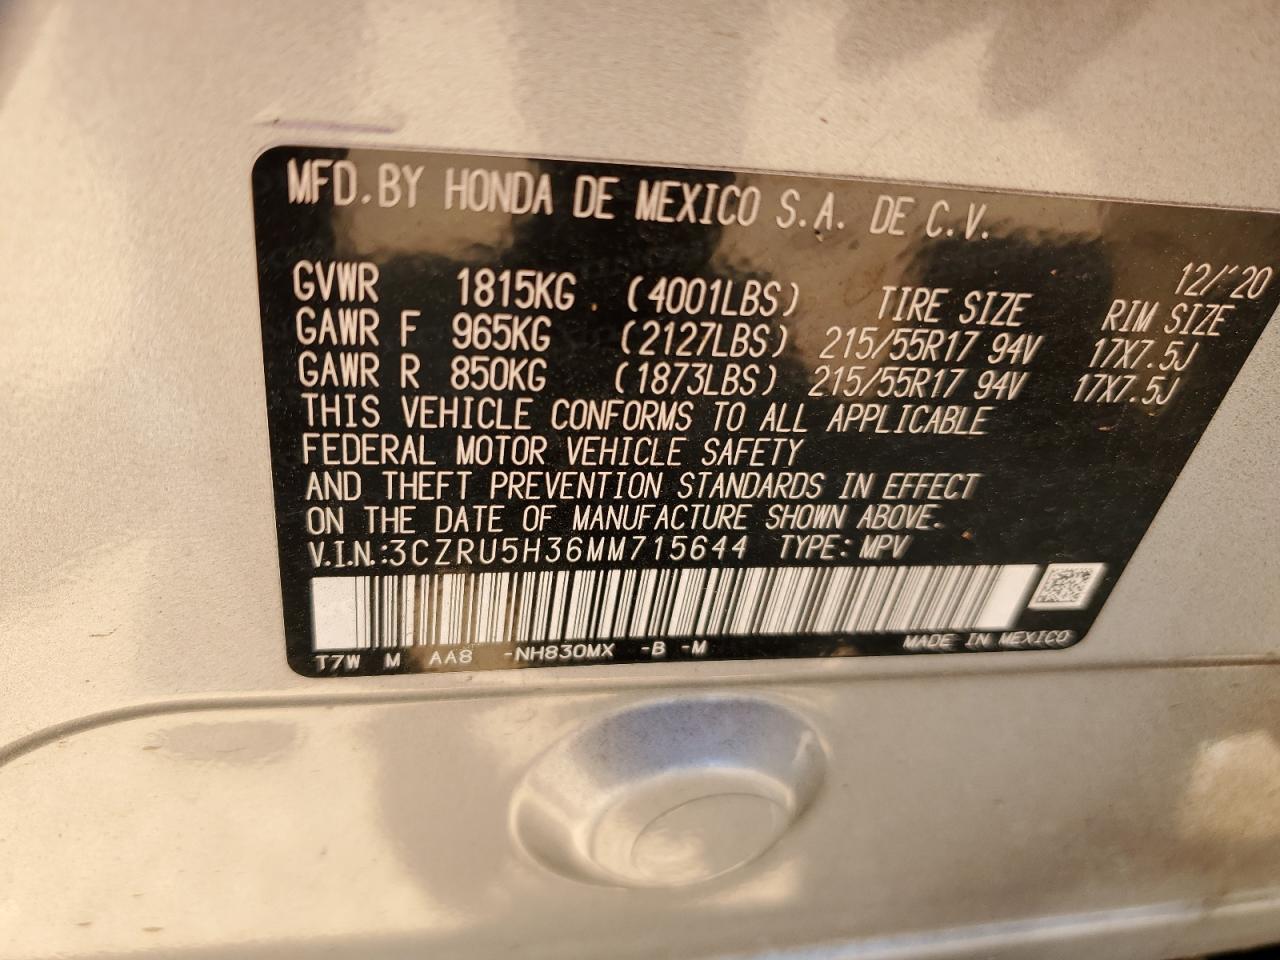 MFD.BY HONDA DE MEXICO S.A. DE C.V.
12/'20
GVWR 1815KG (4001LBS) TIRE SIZE RIM SIZE
GAWR F 965KG (2127LBS) 215/55R17 94V 17X7.5J
GAWR R 850KG (1873LBS) 215/55R17 94V 17X7.5J
THIS VEHICLE CONFORMS TO ALL APPLICABLE
FEDERAL MOTOR VEHICLE SAFETY
AND THEFT PREVENTION STANDARDS IN EFFECT
ON THE DATE OF MANUFACTURE SHOWN ABOVE.
V.I.N.:3CZRU5H36MM715644 TYPE: MPV
T7W M AA8 -NH830MX -B -M MADE IN MEXICO